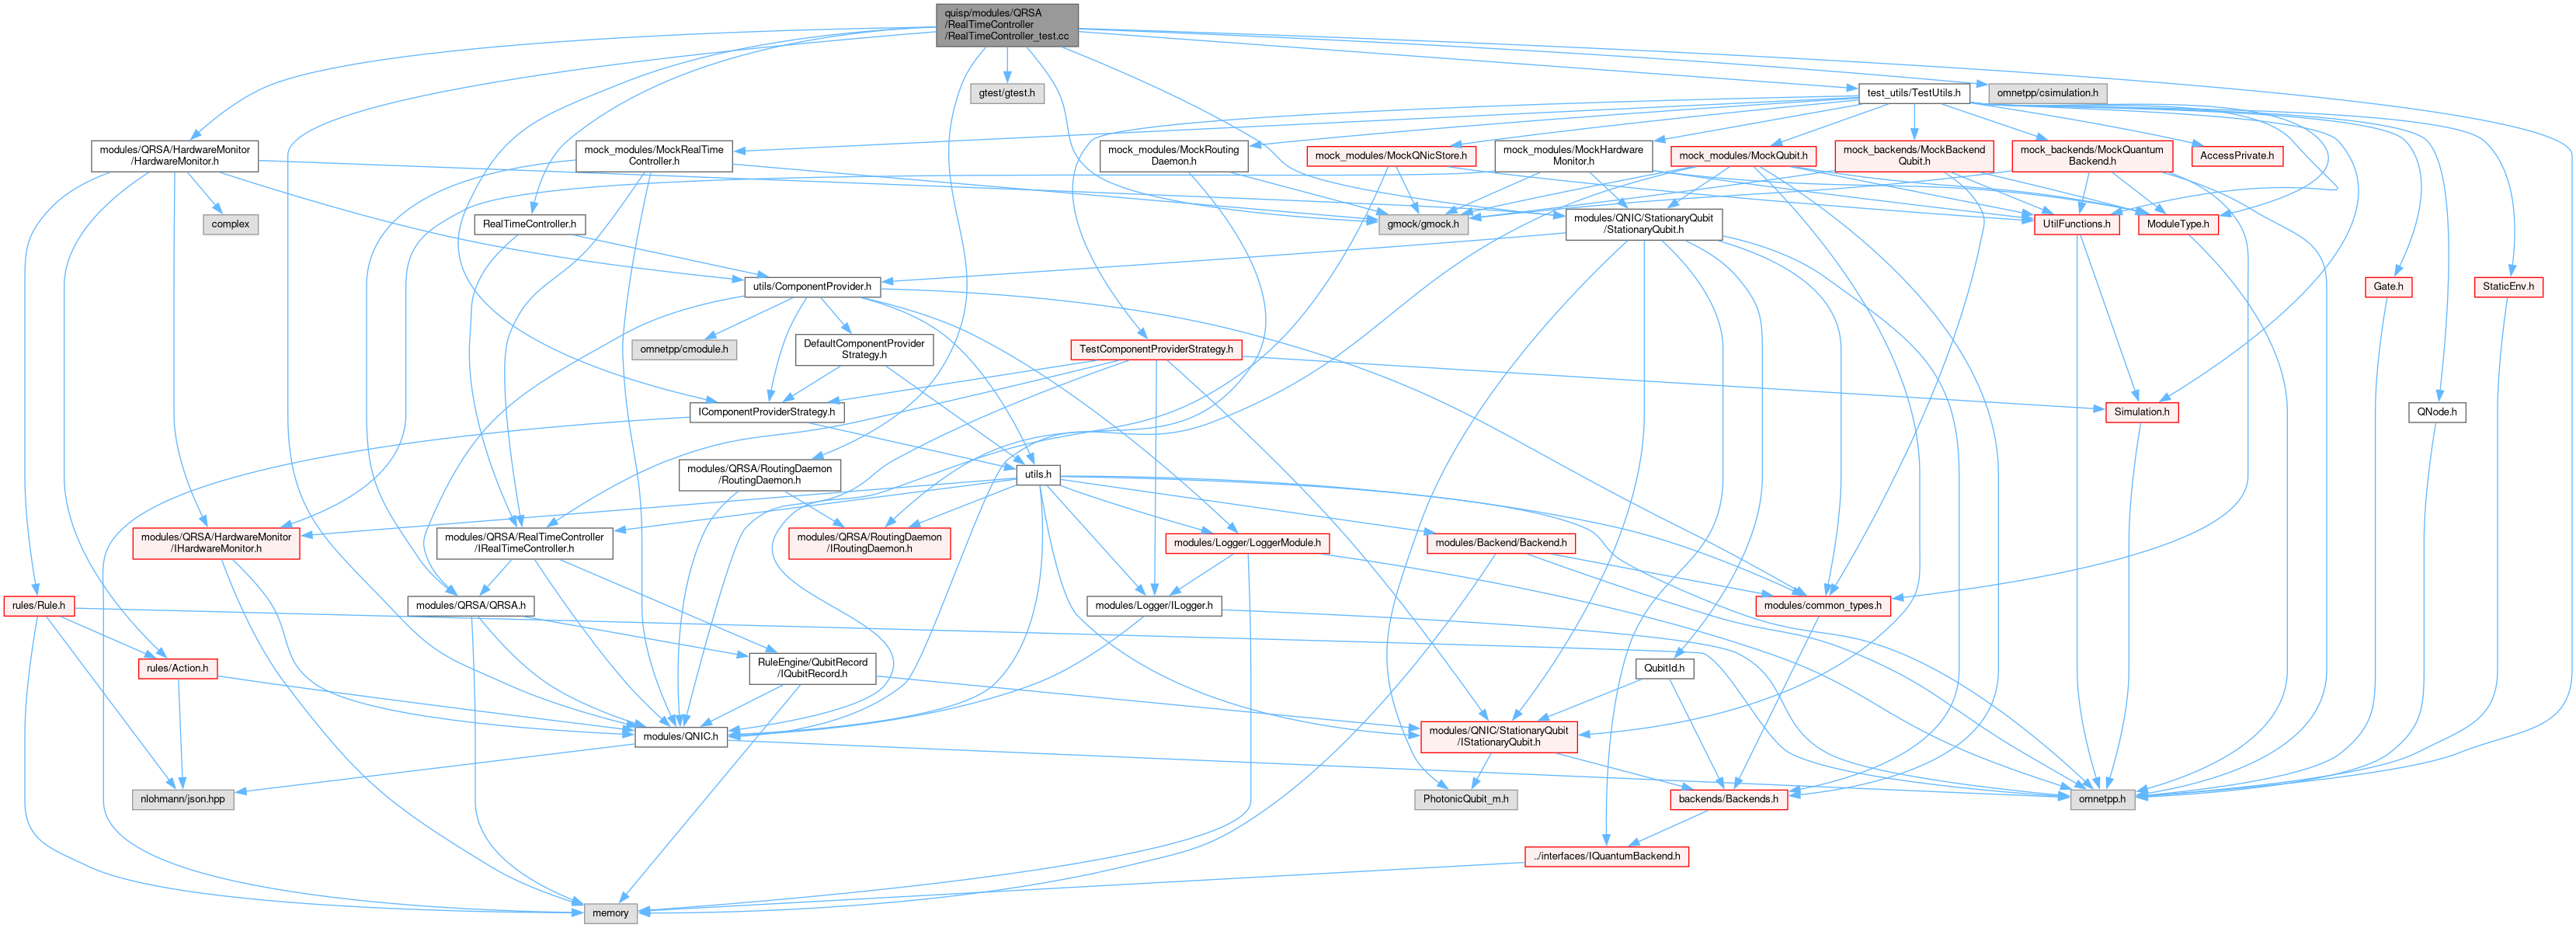 quisp/modules/QRSA
/RealTimeController
/RealTimeController_test.cc
gtest/gtest.h
test_utils/TestUtils.h
omnetpp/csimulation.h
modules/QRSA/HardwareMonitor
/HardwareMonitor.h
mock_modules/MockRealTime
Controller.h
mock_modules/MockRouting
Daemon.h
mock_modules/MockQNicStore.h
mock_modules/MockHardware
Monitor.h
mock_modules/MockQubit.h
mock_backends/MockBackend
Qubit.h
mock_backends/MockQuantum
Backend.h
AccessPrivate.h
complex
RealTimeController.h
gmock/gmock.h
modules/QNIC/StationaryQubit
/StationaryQubit.h
UtilFunctions.h
ModuleType.h
utils/ComponentProvider.h
Gate.h
StaticEnv.h
omnetpp/cmodule.h
DefaultComponentProvider
Strategy.h
TestComponentProviderStrategy.h
IComponentProviderStrategy.h
Simulation.h
QNode.h
modules/QRSA/RoutingDaemon
/RoutingDaemon.h
utils.h
modules/QRSA/HardwareMonitor
/IHardwareMonitor.h
modules/QRSA/RealTimeController
/IRealTimeController.h
modules/QRSA/RoutingDaemon
/IRoutingDaemon.h
modules/Logger/LoggerModule.h
modules/Backend/Backend.h
rules/Rule.h
modules/QRSA/QRSA.h
modules/Logger/ILogger.h
modules/common_types.h
rules/Action.h
RuleEngine/QubitRecord
/IQubitRecord.h
QubitId.h
modules/QNIC.h
modules/QNIC/StationaryQubit
/IStationaryQubit.h
nlohmann/json.hpp
PhotonicQubit_m.h
backends/Backends.h
omnetpp.h
../interfaces/IQuantumBackend.h
memory